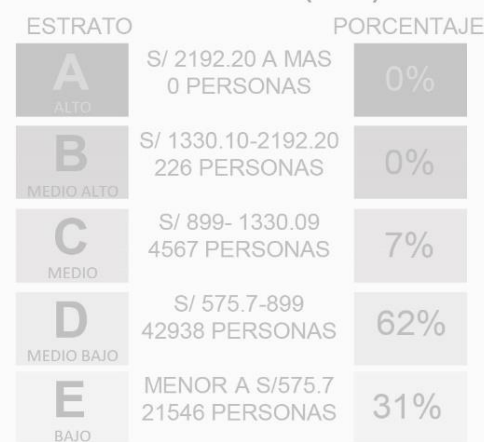 ESTRATO PORCENTAJE
A S/ 2192.20 A MAS 0%
ALTO 0 PERSONAS
B S/ 1330.10-2192.20 0%
MEDIO ALTO 226 PERSONAS
C S/ 899- 1330.09 7%
MEDIO 4567 PERSONAS
D S/ 575.7-899 62%
MEDIO BAJO 42938 PERSONAS
E MENOR A S/575.7 31%
BAJO 21546 PERSONAS